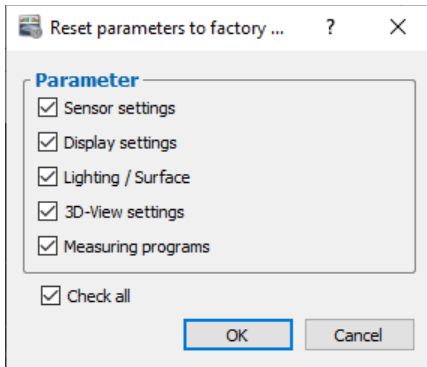 Reset parameters to factory ...
?
Parameter
Sensor settings
Display settings
Lighting / Surface
3D-View settings
Measuring programs
Check all
OK
Cancel